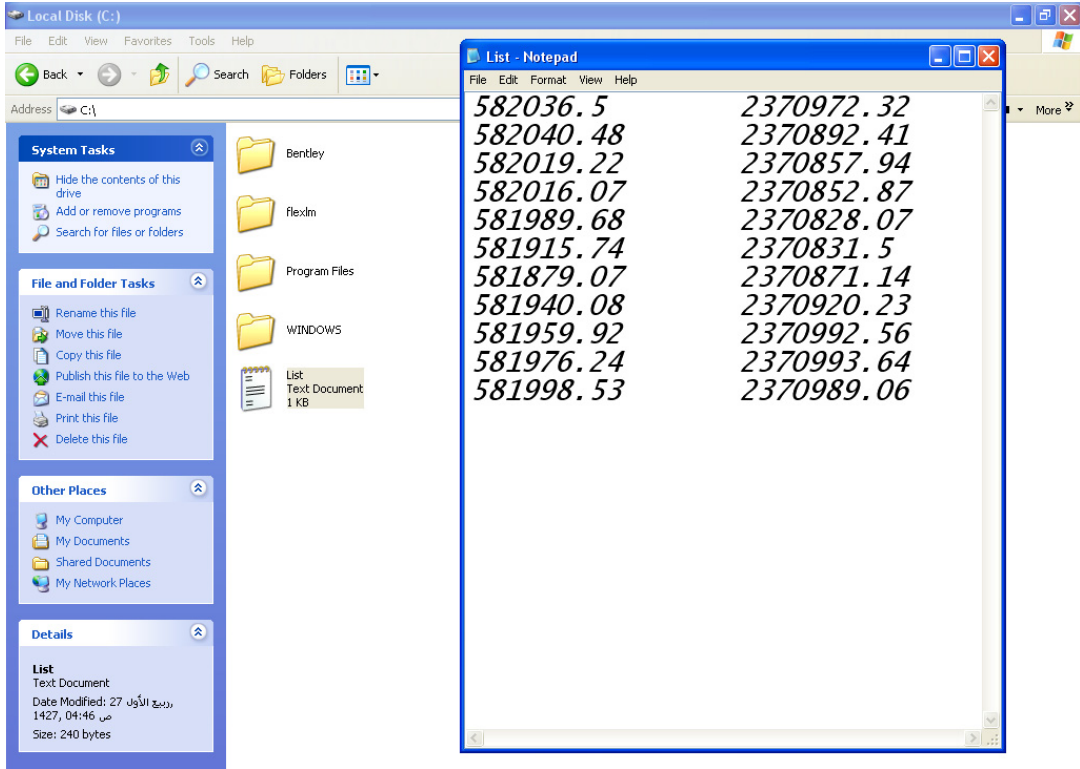 Local Disk (C:)
File Edit View Favorites Tools Help
Back Search Folders
Address C:\ More
System Tasks
Hide the contents of this
drive
Add or remove programs
Search for files or folders
File and Folder Tasks
Rename this file
Move this file
Copy this file
Publish this file to the Web
E-mail this file
Print this file
Delete this file
Other Places
My Computer
My Documents
Shared Documents
My Network Places
Details
List
Text Document
Date Modified: 27 ربيع الأول,
1427, 04:46 ص
Size: 240 bytes
Bentley
flexlm
Program Files
WINDOWS
List
Text Document
1 KB
List - Notepad
File Edit Format View Help
582036.5 2370972.32
582040.48 2370892.41
582019.22 2370857.94
582016.07 2370852.87
581989.68 2370828.07
581915.74 2370831.5
581879.07 2370871.14
581940.08 2370920.23
581959.92 2370992.56
581976.24 2370993.64
581998.53 2370989.06